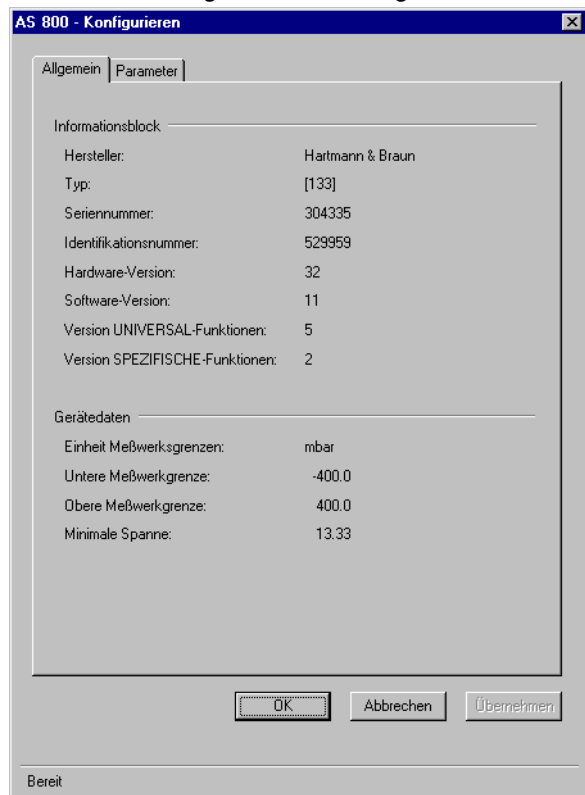 AS 800 - Konfigurieren
Allgemein Parameter
Informationsblock
Hersteller: Hartmann & Braun
Typ: [133]
Seriennummer: 304335
Identifikationsnummer: 529959
Hardware-Version: 32
Software-Version: 11
Version UNIVERSAL-Funktionen: 5
Version SPEZIFISCHE-Funktionen: 2
Gerätedaten
Einheit Meßwerksgrenzen: mbar
Untere Meßwerkgrenze: -400.0
Obere Meßwerkgrenze: 400.0
Minimale Spanne: 13.33
OK Abbrechen Übernehmen
Bereit